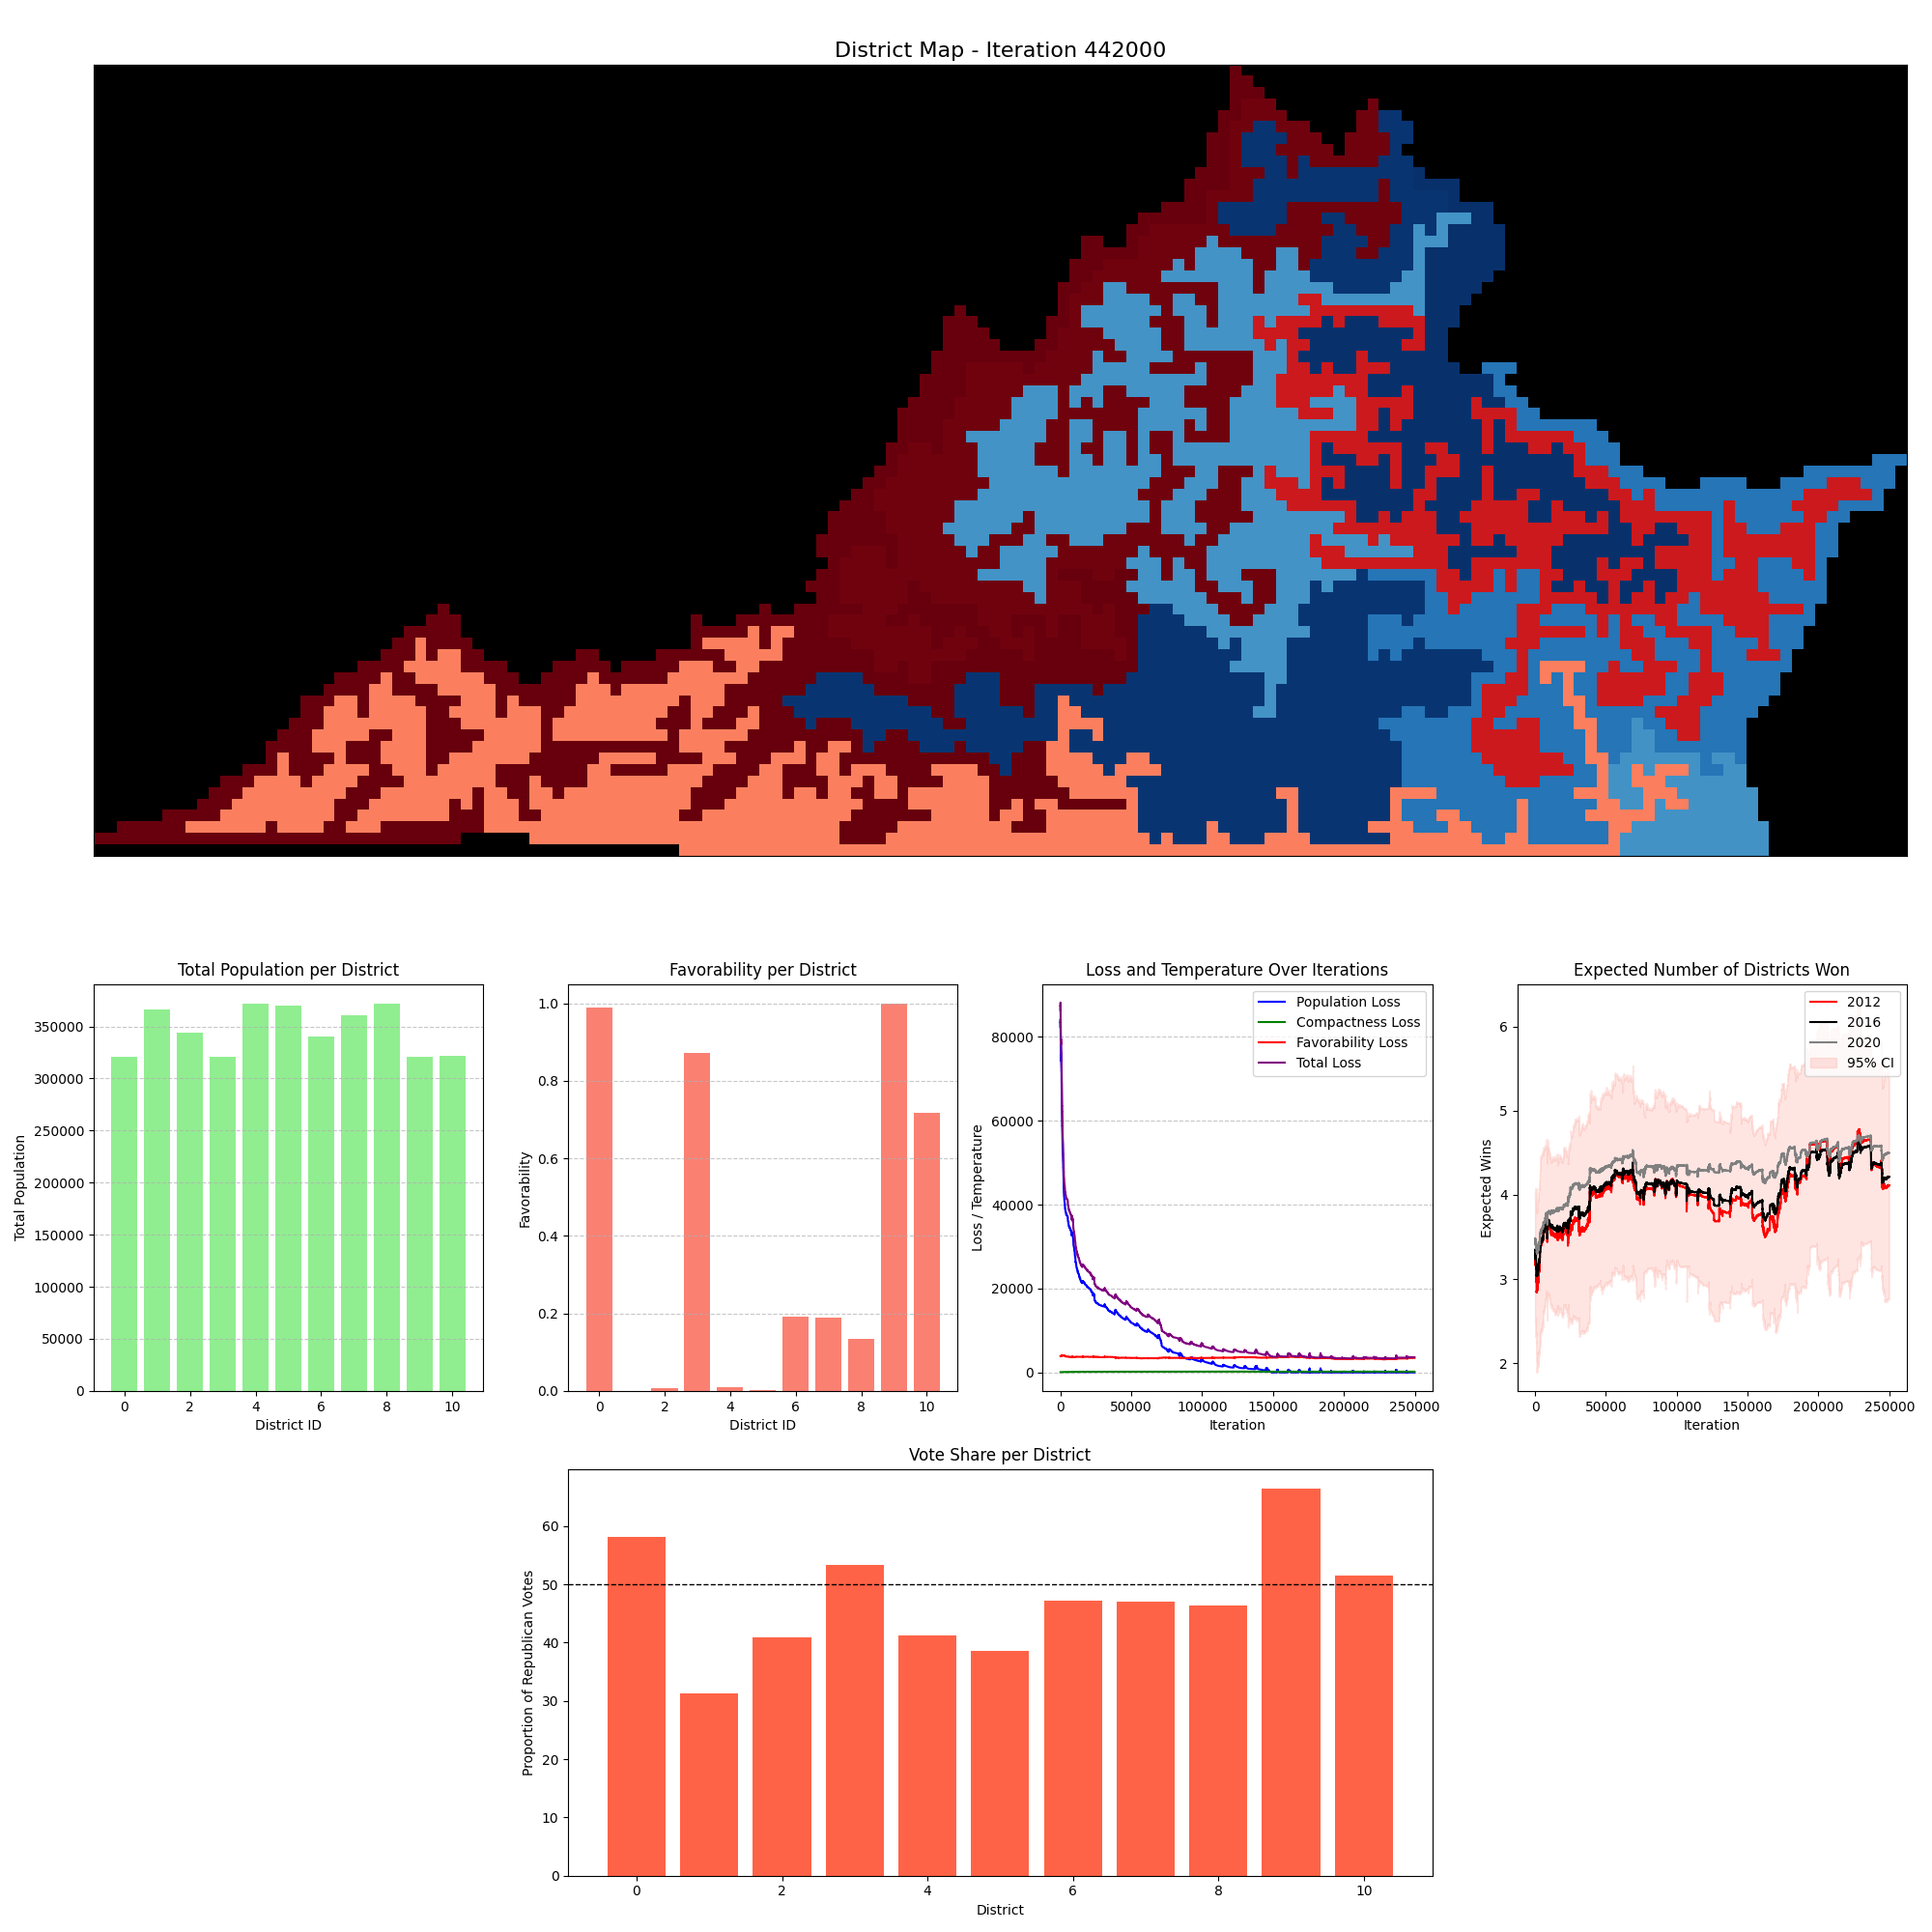 District Map - Iteration 442000
Total Population per District
Total Population
350000
300000
250000
200000
150000
100000
50000
0
0 2 4 6 8 10
District ID
Favorability per District
Favorability
1.0
0.8
0.6
0.4
0.2
0.0
0 2 4 6 8 10
District ID
Loss and Temperature Over Iterations
Loss / Temperature
80000
60000
40000
20000
0
Population Loss
Compactness Loss
Favorability Loss
Total Loss
0 50000 100000 150000 200000 250000
Iteration
Expected Number of Districts Won
Expected Wins
6
5
4
3
2
2012
2016
2020
95% CI
0 50000 100000 150000 200000 250000
Iteration
Vote Share per District
Proportion of Republican Votes
60
50
40
30
20
10
0
0 2 4 6 8 10
District